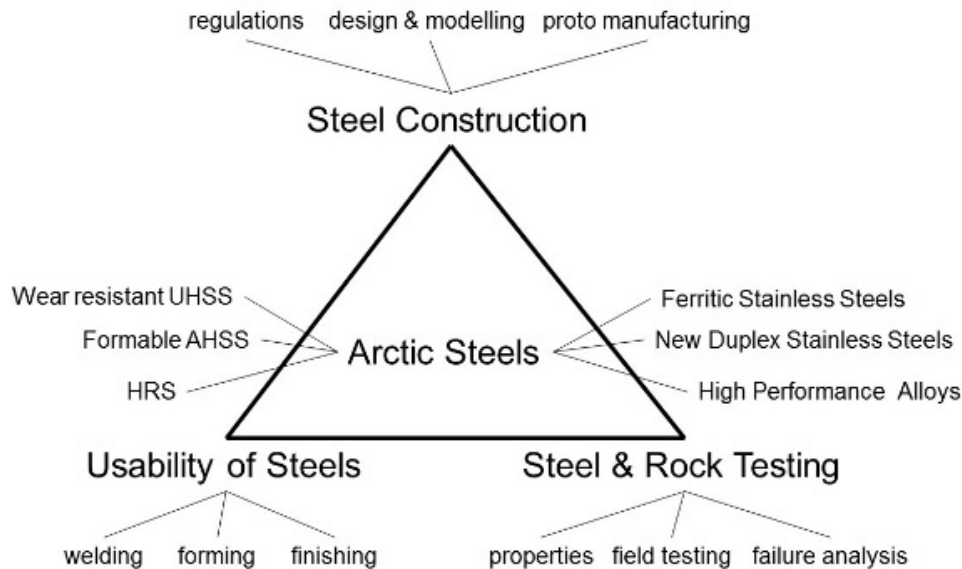 regulations design & modelling proto manufacturing
Steel Construction
Wear resistant UHSS
Formable AHSS
HRS
Arctic Steels
Ferritic Stainless Steels
New Duplex Stainless Steels
High Performance Alloys
Usability of Steels
Steel & Rock Testing
welding forming finishing
properties field testing failure analysis